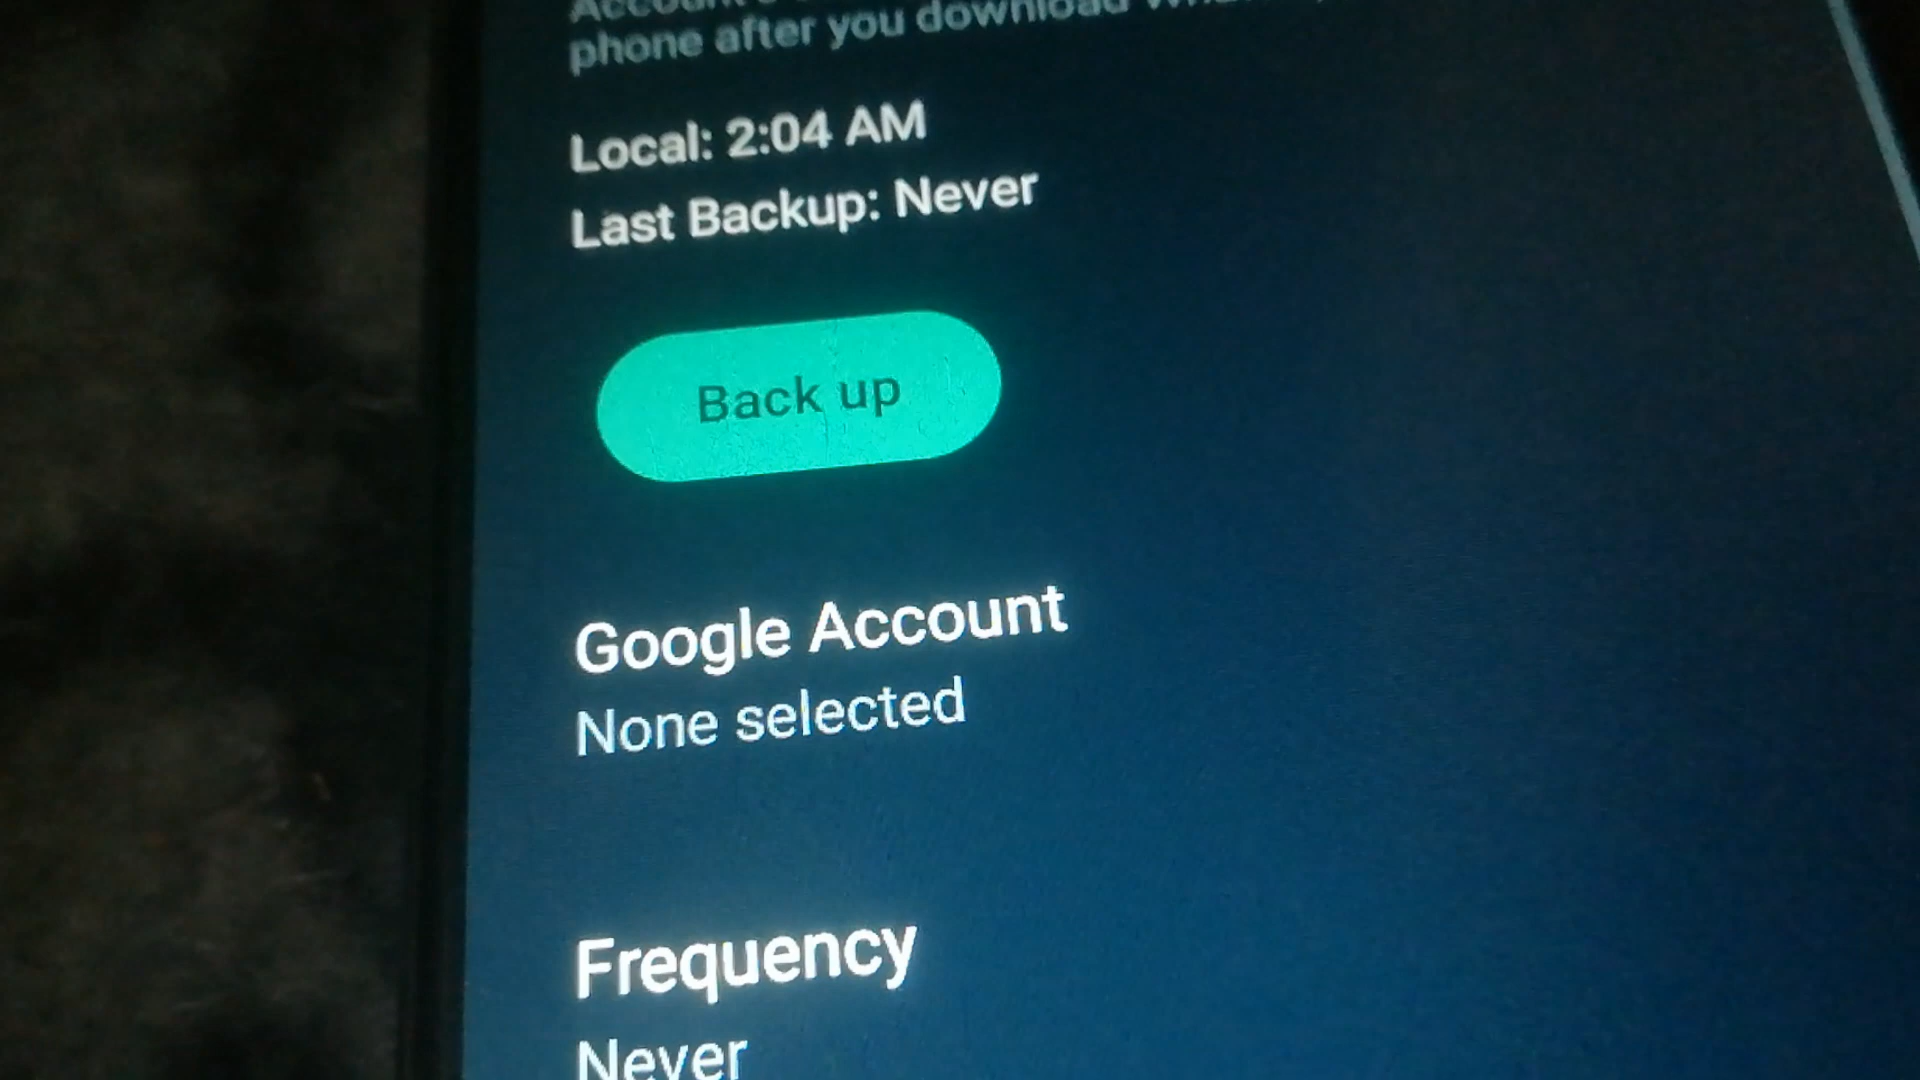 phone after you download
Local: 2:04 AM
Last Backup: Never
Back up
Google Account
None selected
Frequency
Never